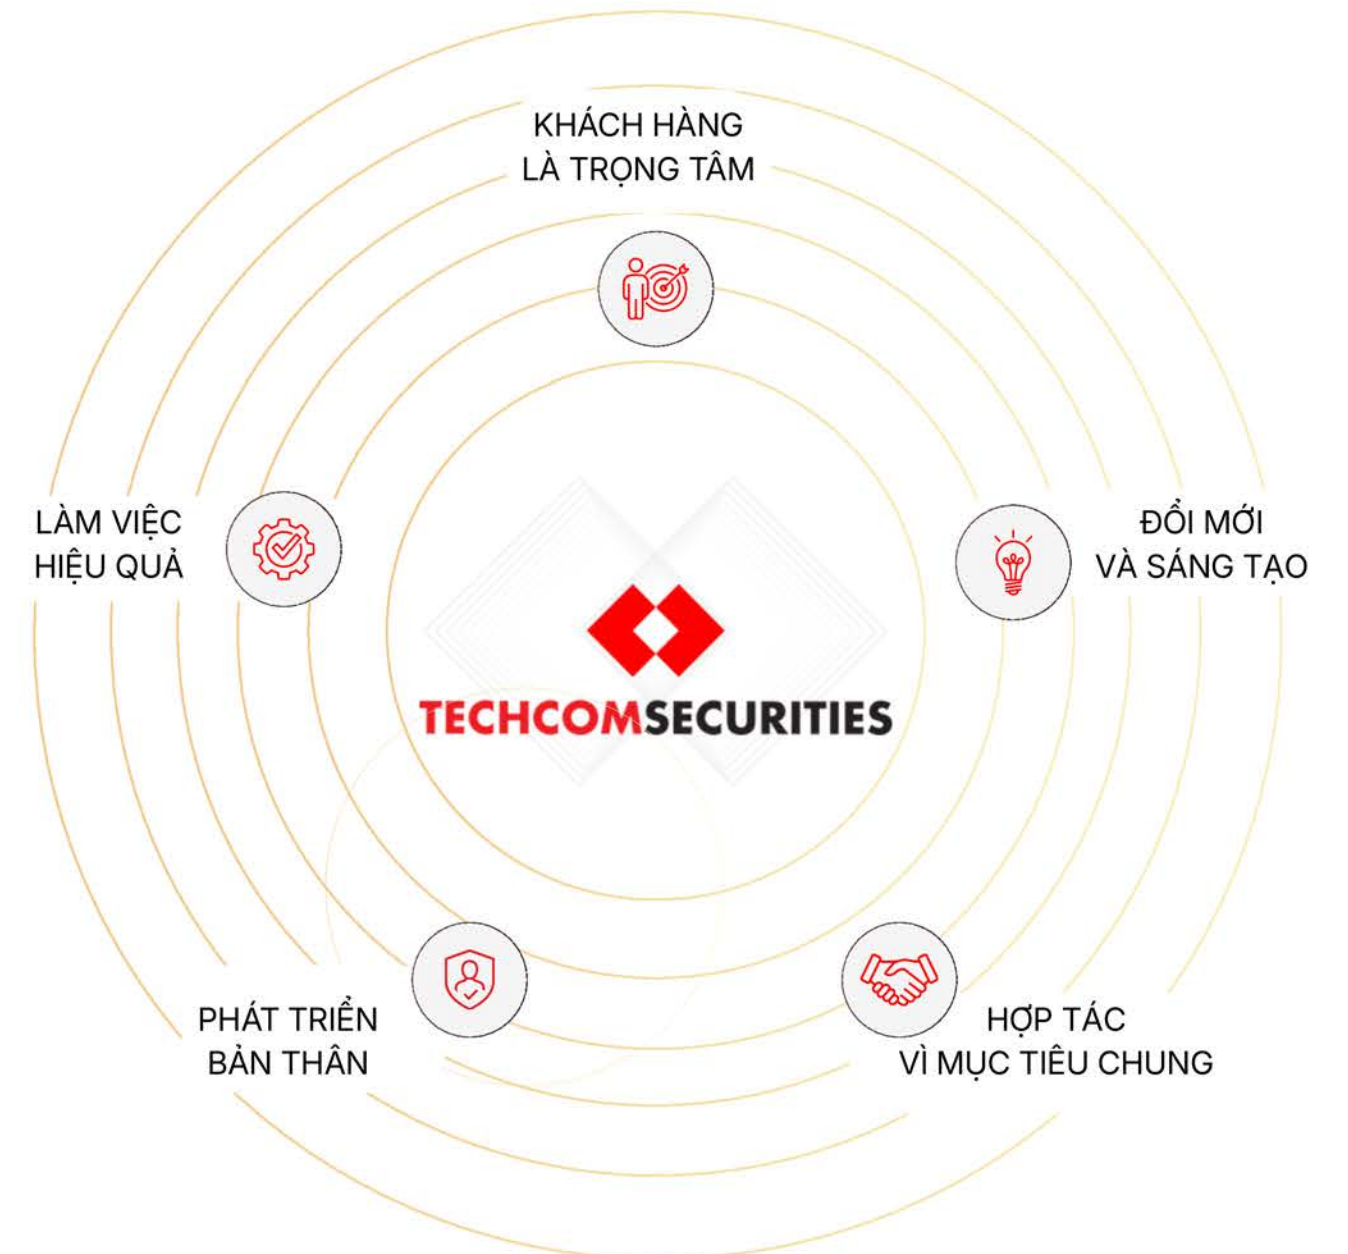 KHÁCH HÀNG
LÀ TRỌNG TÂM
LÀM VIỆC
HIỆU QUẢ
ĐỔI MỚI
VÀ SÁNG TẠO
TECHCOMSECURITIES
PHÁT TRIỂN
BẢN THÂN
HỢP TÁC
VÌ MỤC TIÊU CHUNG